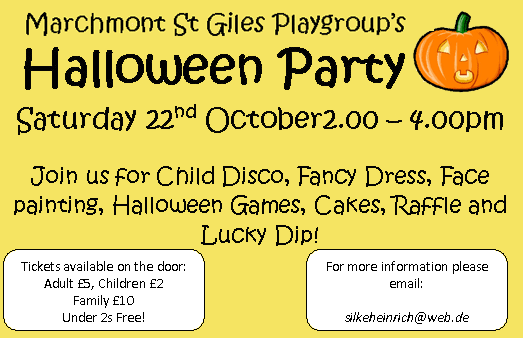 Marchmont St Giles Playgroup's
Halloween Party
Saturday 22nd October2.00 – 4.00pm
Join us for Child Disco, Fancy Dress, Face
painting, Halloween Games, Cakes, Raffle and
Lucky Dip!
Tickets available on the door:
Adult £5, Children £2
Family £10
Under 2s Free!
For more information please
email:
silkeheinrich@web.de